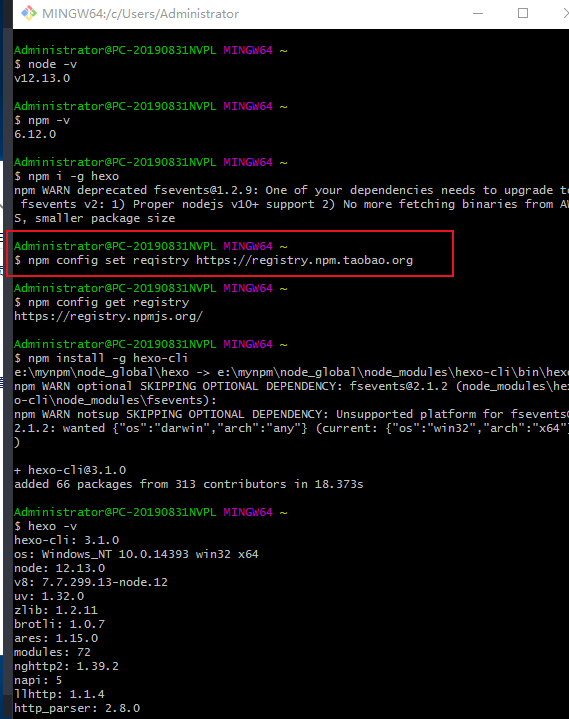 MINGW64:/c/Users/Administrator
Administrator@PC-20190831NVPL MINGW64 ~
$ node -v
v12.13.0
Administrator@PC-20190831NVPL MINGW64 ~
$ npm -v
6.12.0
Administrator@PC-20190831NVPL MINGW64 ~
$ npm i -g hexo
npm WARN deprecated fsevents@1.2.9: One of your dependencies needs to upgrade to
fsevents v2: 1) Proper nodejs v10+ support 2) No more fetching binaries from AW
S, smaller package size
Administrator@PC-20190831NVPL MINGW64 ~
$ npm config set reqistry https://registry.npm.taobao.org
Administrator@PC-20190831NVPL MINGW64 ~
$ npm config get registry
https://registry.npmjs.org/
Administrator@PC-20190831NVPL MINGW64 ~
$ npm install -g hexo-cli
e:\mynpm\node_global\hexo -> e:\mynpm\node_global\node_modules\hexo-cli\bin\hexo
npm WARN optional SKIPPING OPTIONAL DEPENDENCY: fsevents@2.1.2 (node_modules\hex
o-cli\node_modules\fsevents):
npm WARN notsup SKIPPING OPTIONAL DEPENDENCY: Unsupported platform for fsevents@
2.1.2: wanted {"os":"darwin","arch":"any"} (current: {"os":"win32","arch":"x64"}
)
+ hexo-cli@3.1.0
added 66 packages from 313 contributors in 18.373s
Administrator@PC-20190831NVPL MINGW64 ~
$ hexo -v
hexo-cli: 3.1.0
os: Windows_NT 10.0.14393 win32 x64
node: 12.13.0
v8: 7.7.299.13-node.12
uv: 1.32.0
zlib: 1.2.11
brotli: 1.0.7
ares: 1.15.0
modules: 72
nghttp2: 1.39.2
napi: 5
llhttp: 1.1.4
http_parser: 2.8.0